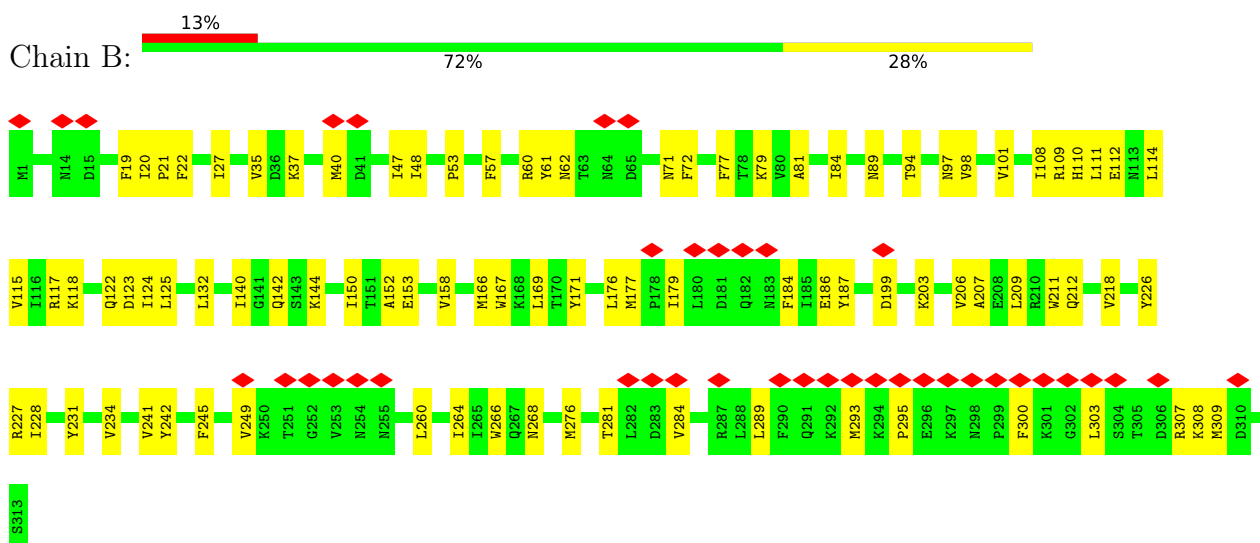 13%
Chain B:
72% 28%
M1 N14 D15 F19 I20 P21 F22 I27 V35 D36 K37 M40 D41 I47 I48 P53 F57 R60 Y61 N62 T63 N64 D65 N71 F72 F77 T78 K79 V80 A81 I84 N89 T94 N97 V98 V101 I108 R109 H110 L111 E112 N113 L114
V115 I116 R117 K118 Q122 D123 I124 L125 L132 I140 G141 Q142 S143 K144 I150 T151 A152 E153 V158 M166 W167 K168 L169 T170 Y171 L176 M177 P178 I179 L180 D181 Q182 N183 F184 I185 E186 Y187 D199 K203 V206 A207 E208 L209 R210 W211 Q212 V218 Y226
R227 I228 Y231 V234 V241 Y242 F245 V249 K250 T251 G252 V253 N254 N255 L260 I264 I265 W266 Q267 N268 M276 T281 L282 D283 V284 R287 L288 L289 F290 Q291 K292 M293 K294 P295 E296 K297 N298 P299 F300 K301 G302 L303 S304 T305 D306 R307 K308 M309 D310
S313